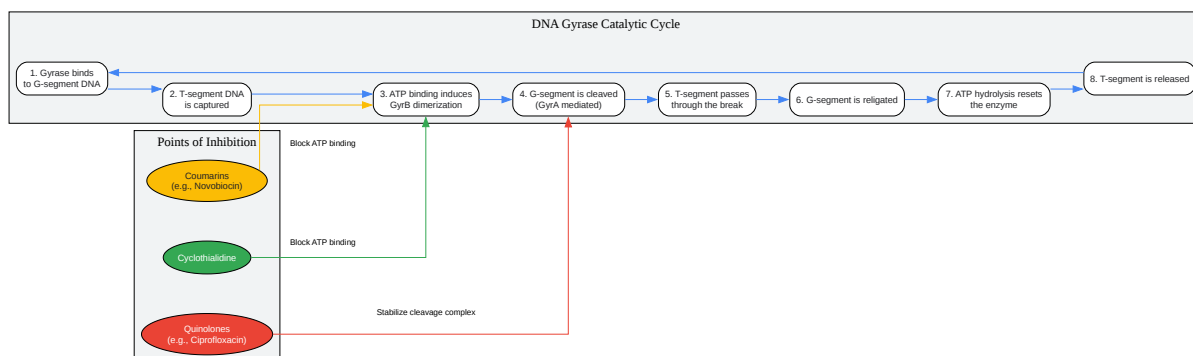 DNA Gyrase Catalytic Cycle
1. Gyrase binds
to G-segment DNA
2. T-segment DNA
is captured
3. ATP binding induces
GyrB dimerization
4. G-segment is cleaved
(GyrA mediated)
5. T-segment passes
through the break
6. G-segment is religated
7. ATP hydrolysis resets
the enzyme
8. T-segment is released
Points of Inhibition
Coumarins
(e.g., Novobiocin)
Block ATP binding
Cyclothialidine
Block ATP binding
Quinolones
(e.g., Ciprofloxacin)
Stabilize cleavage complex